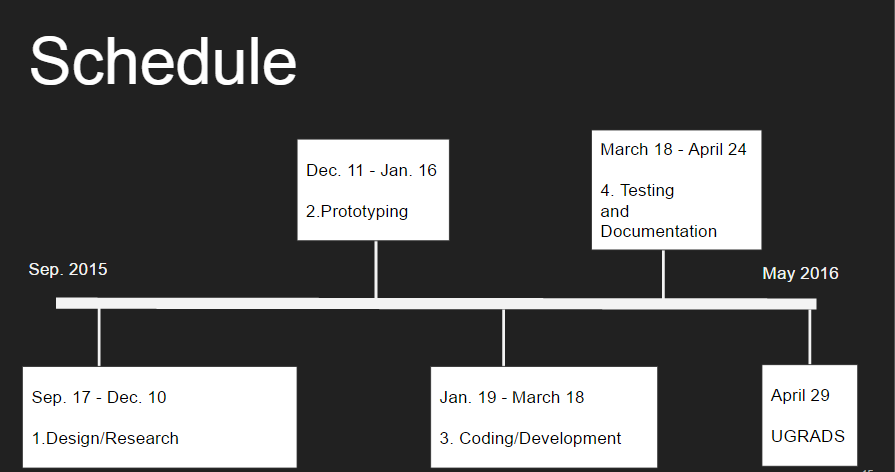 Schedule
Dec. 11 - Jan. 16
2.Prototyping
March 18 - April 24
4. Testing
and
Documentation
Sep. 2015
May 2016
Sep. 17 - Dec. 10
1.Design/Research
Jan. 19 - March 18
3. Coding/Development
April 29
UGRADS